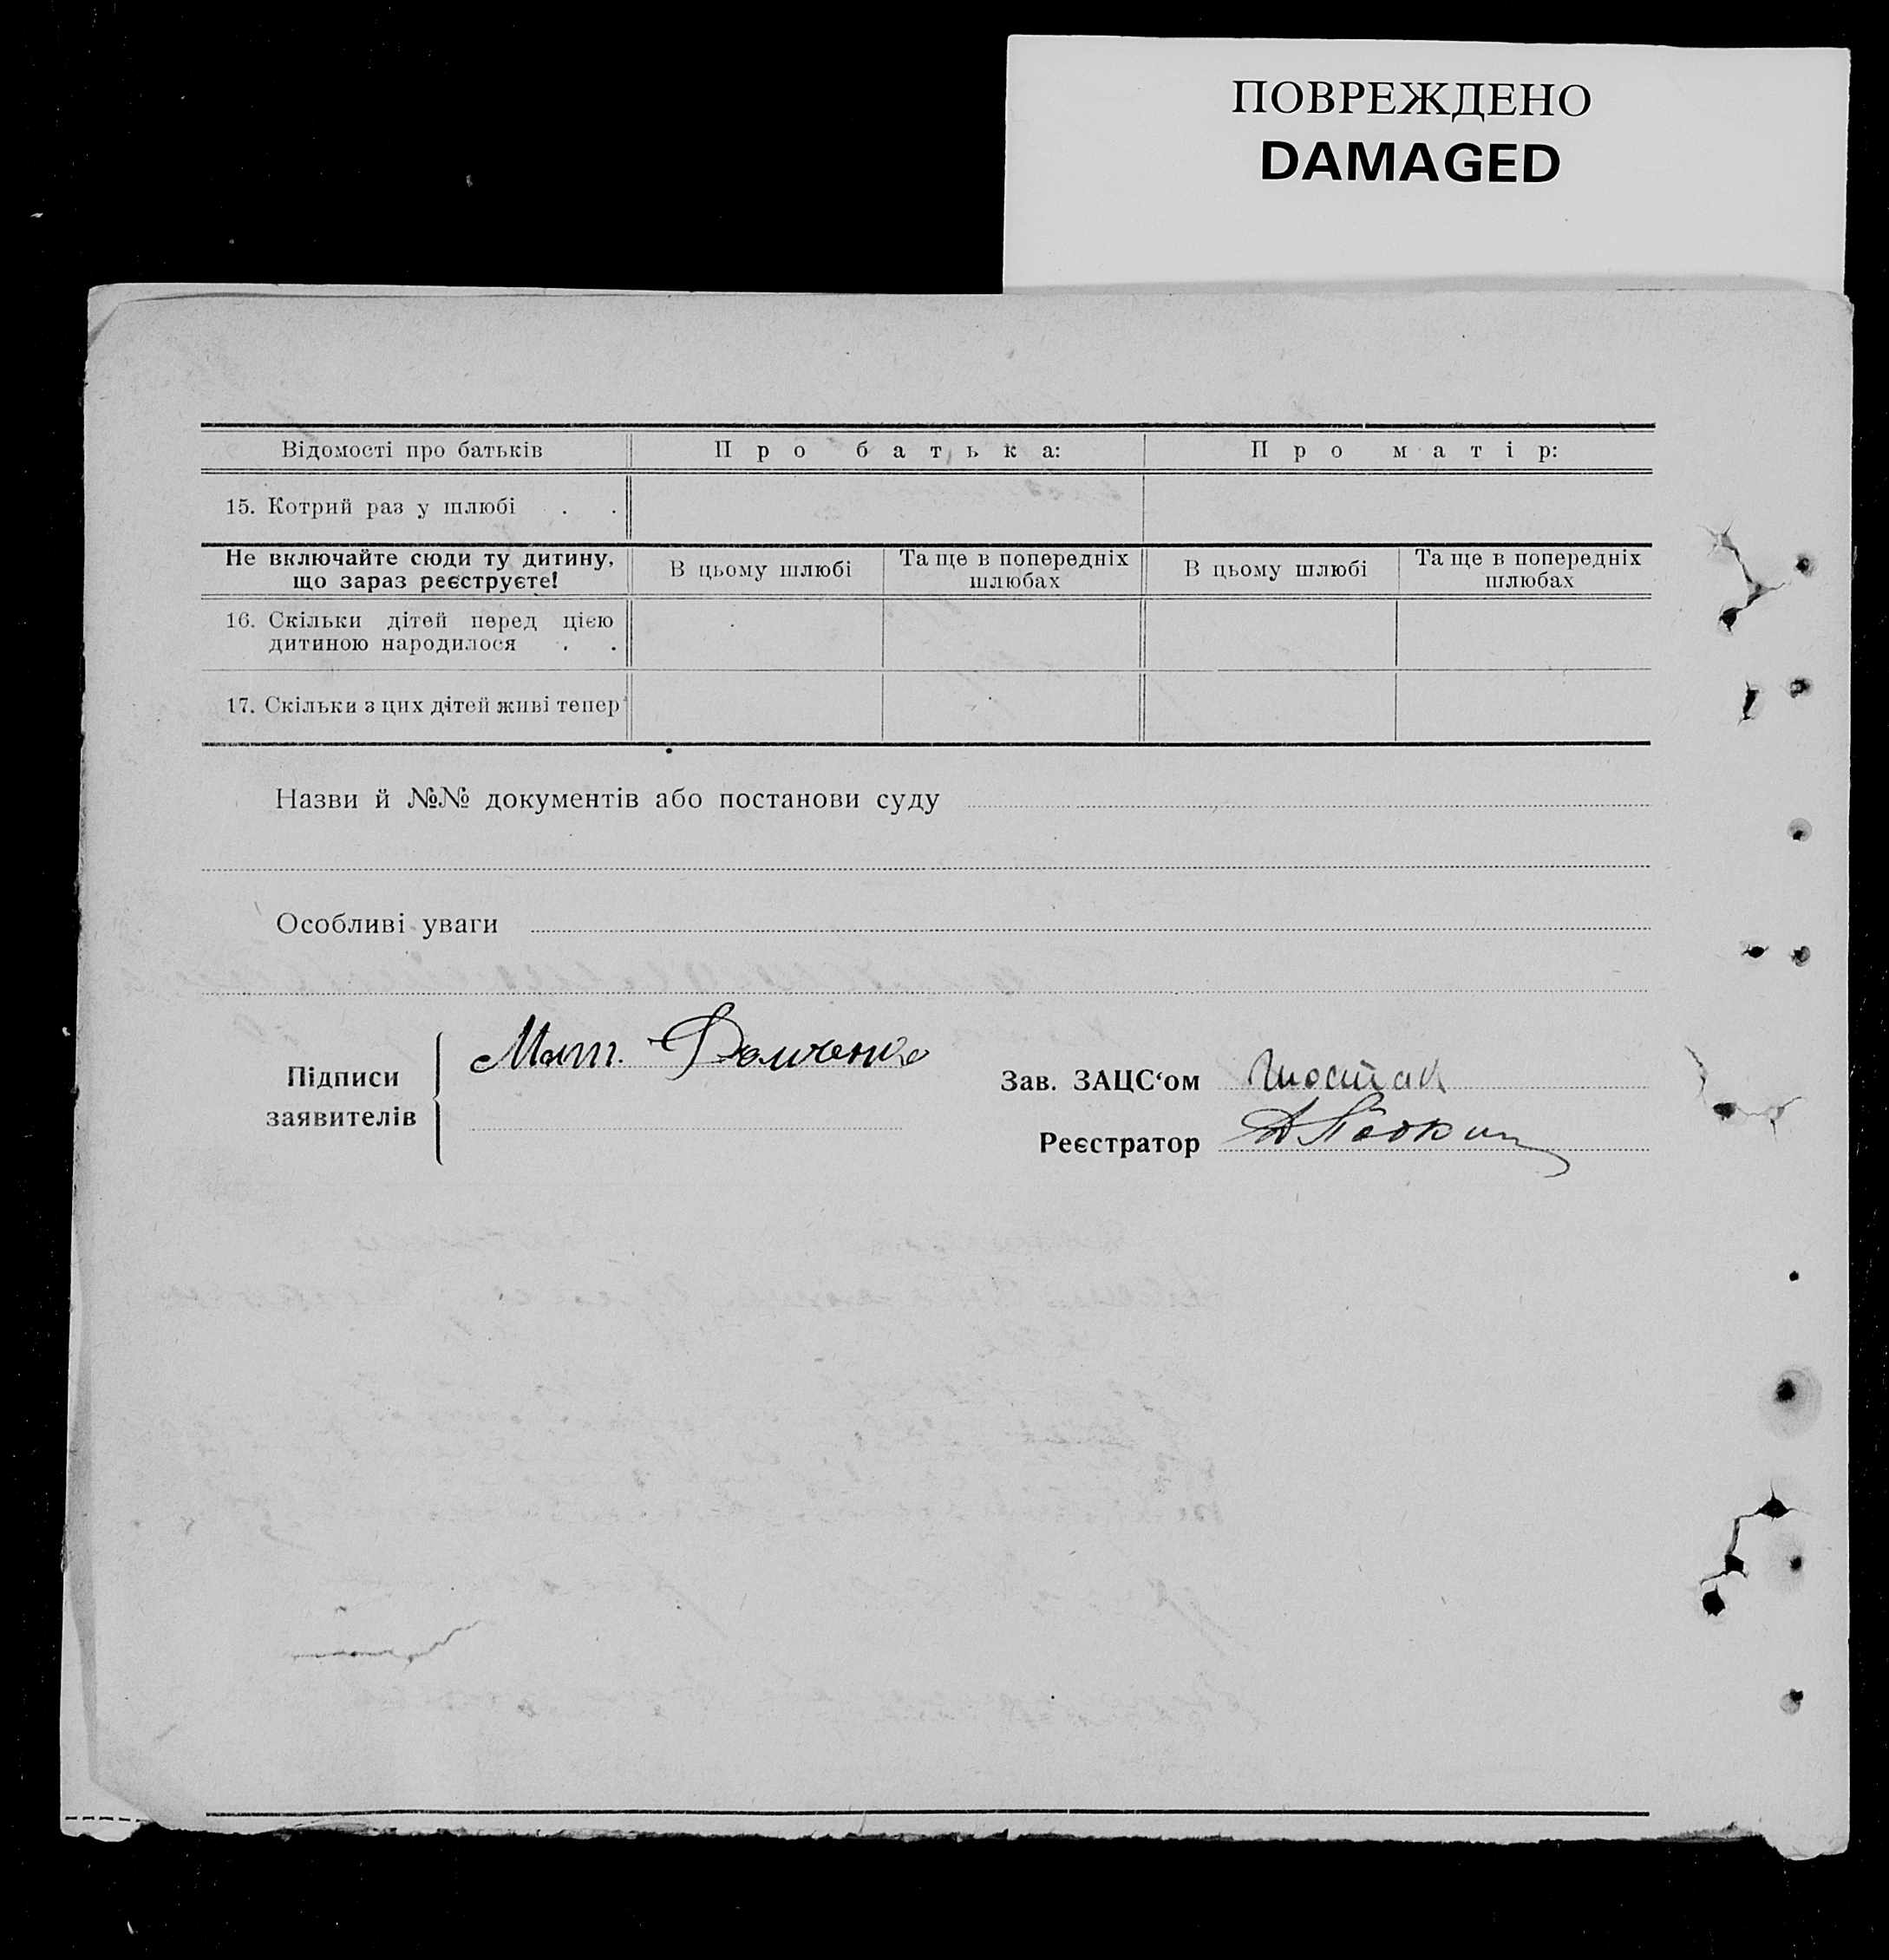 ПОВРЕЖДЕНО
DAMAGED
Відомості про батьків
Про батька:
Про матір:
15. Котрий раз у шлюбі . .
Не включайте сюди ту дитину,
що зараз реєструєте!
В цьому шлюбі
Та ще в попередніх
шлюбах
В цьому шлюбі
Та ще в попередніх
шлюбах
16. Скільки дітей перед цією
дитиною народилося . .
17. Скільки з цих дітей живі тепер
Назви й №№ документів або постанови суду
Особливі уваги
Підписи
заявителів
Мат.
Зав. ЗАЦС‘ом
Реєстратор